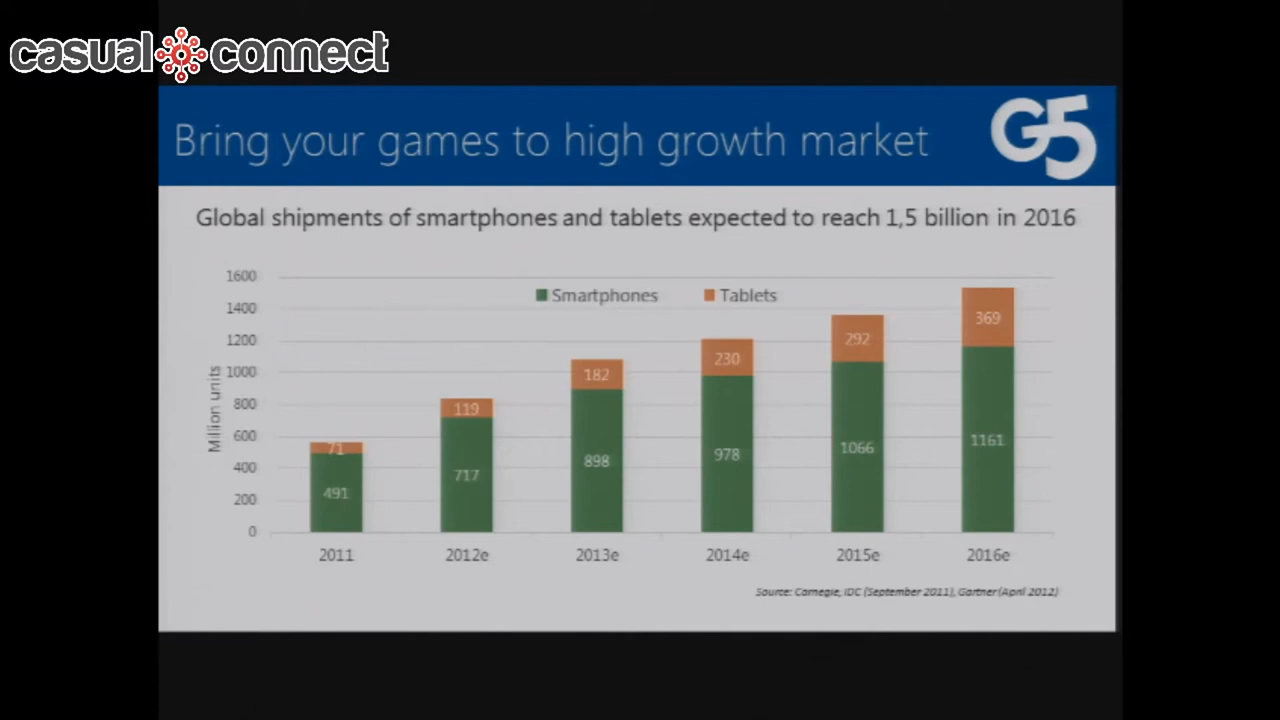 casual connect
Bring your games to high growth market
G5
Global shipments of smartphones and tablets expected to reach 1,5 billion in 2016
Million units
1600
1400
1200
1000
800
600
400
200
0
Smartphones
Tablets
71
491
119
717
182
898
230
978
292
1066
369
1161
2011
2012e
2013e
2014e
2015e
2016e
Source: Carnegie, IDC (September 2011), Gartner (April 2012)